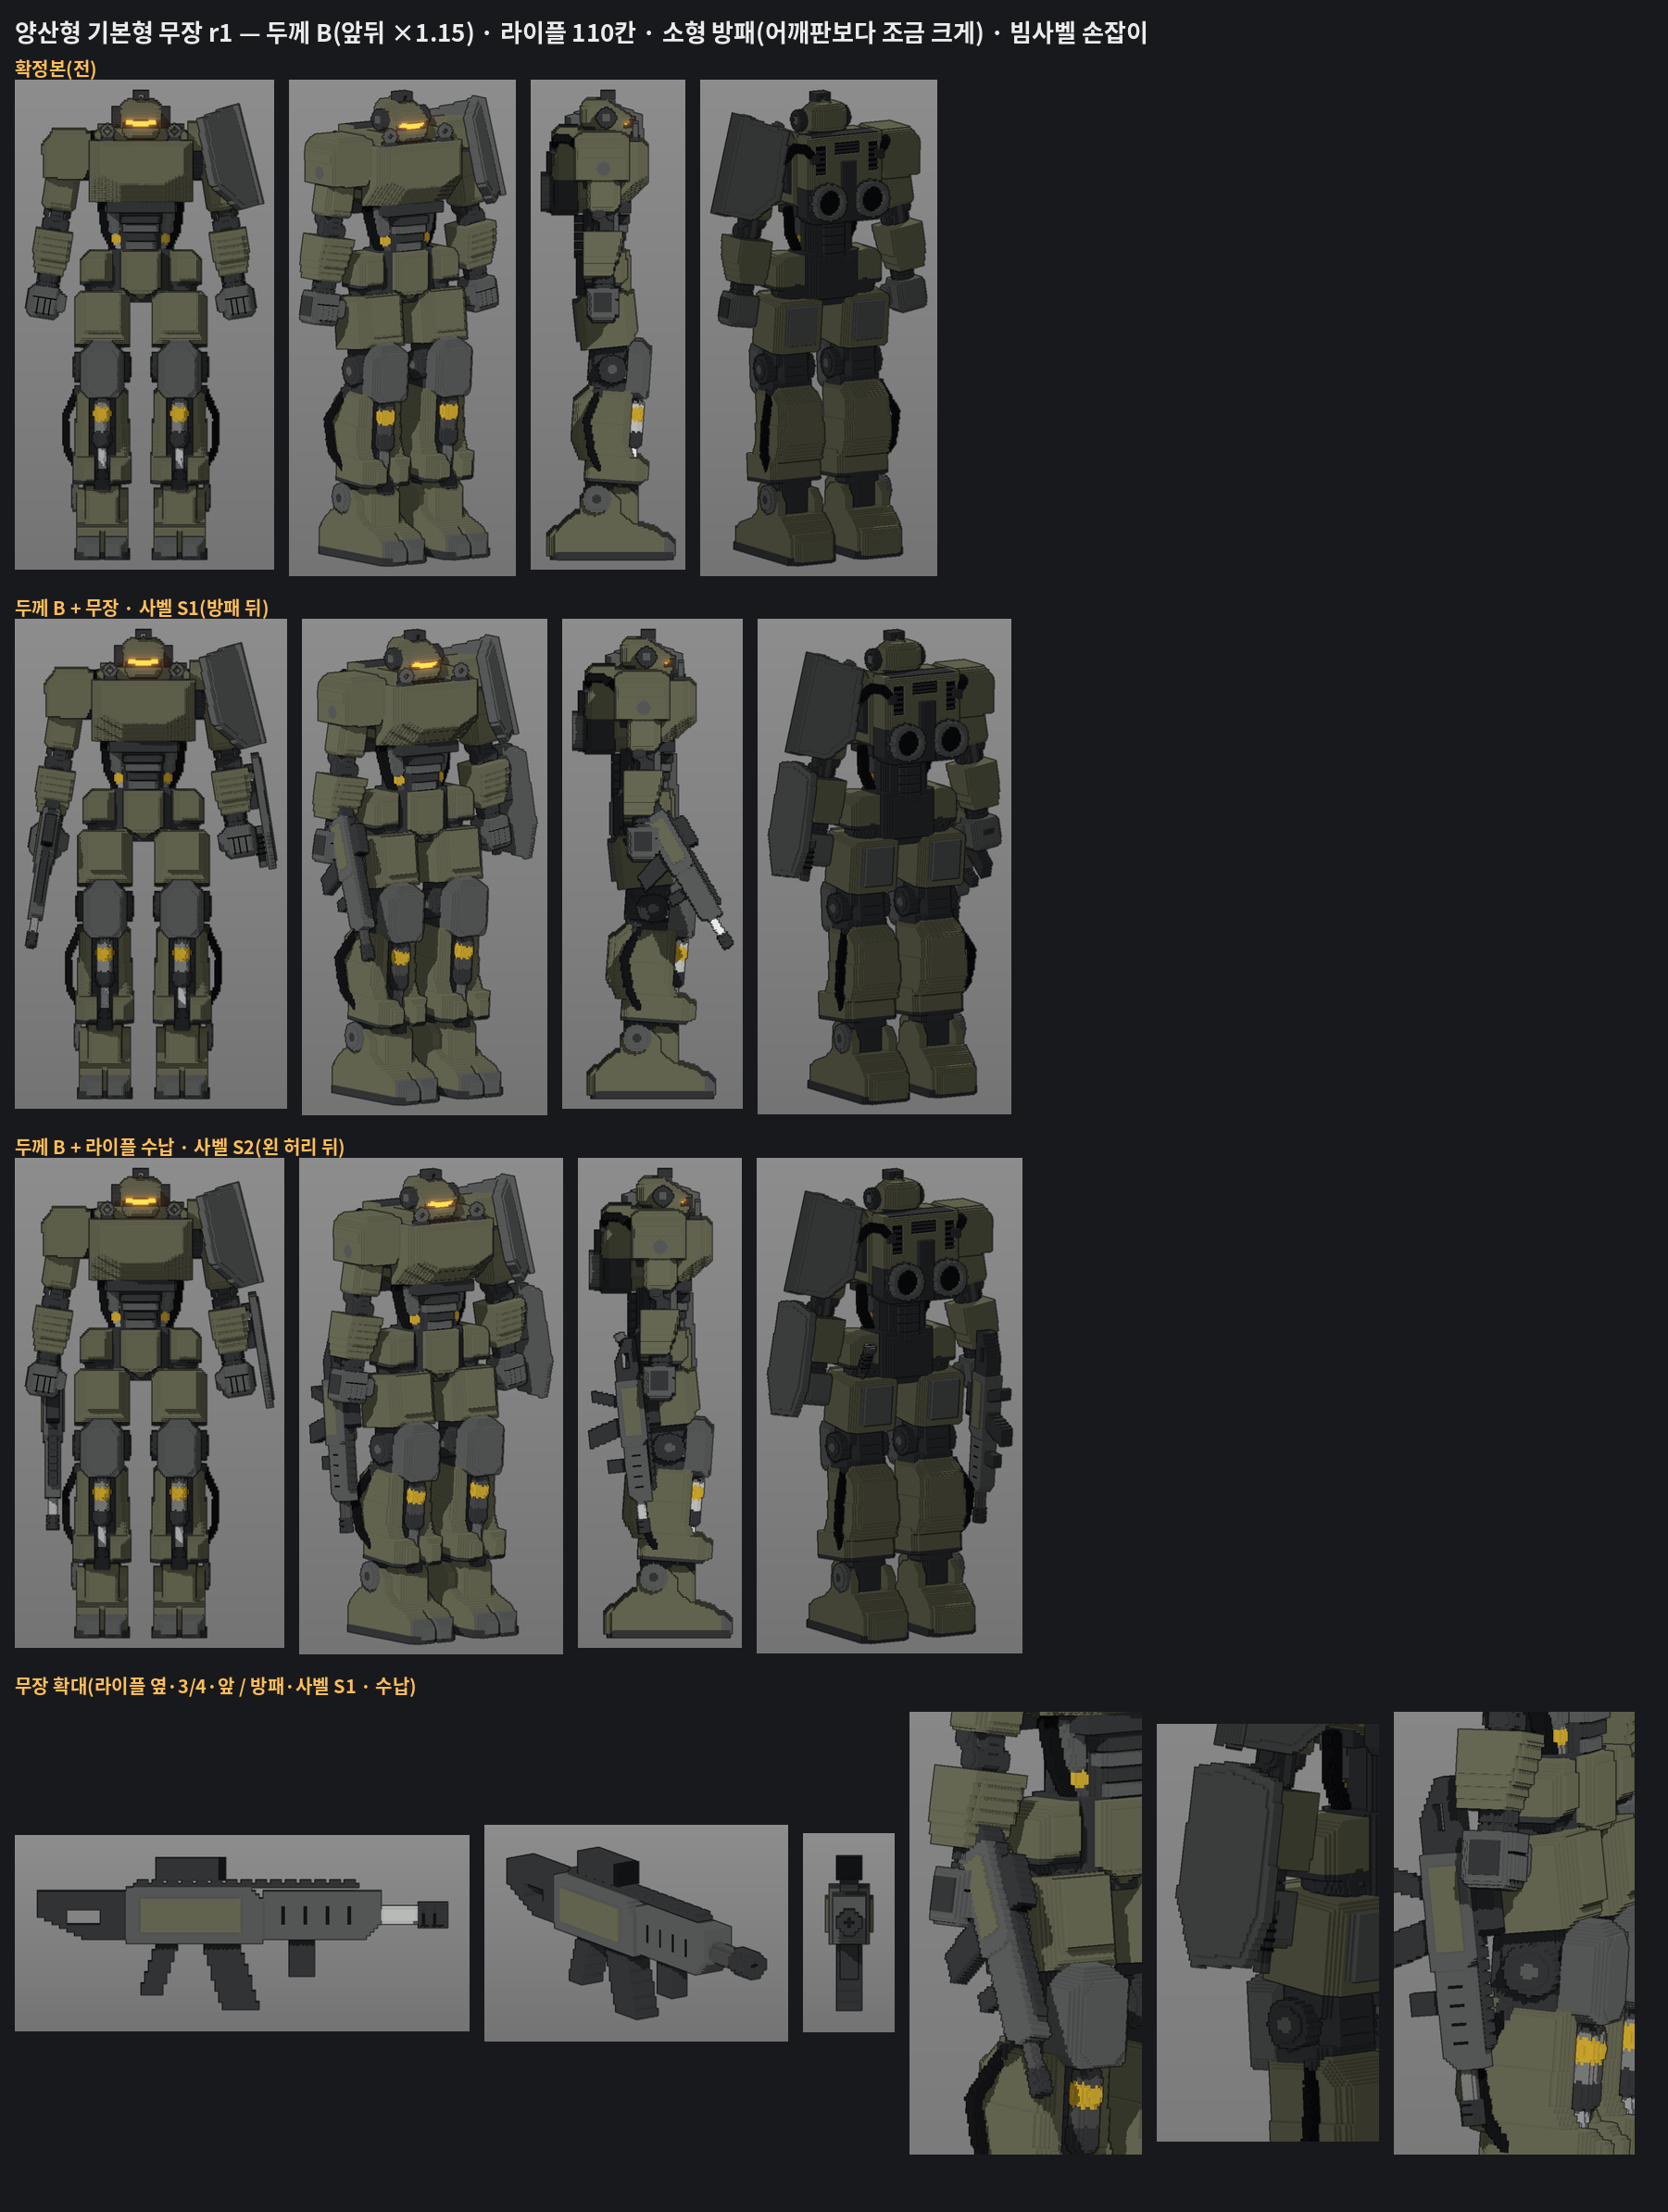 양산형 기본형 무장 r1 — 두께 B(앞뒤 ×1.15) · 라이플 110칸 · 소형 방패(어깨판보다 조금 크게) · 빔사벨 손잡이
확정본(전)
두께 B + 무장 · 사벨 S1(방패 뒤)
두께 B + 라이플 수납 · 사벨 S2(왼 허리 뒤)
무장 확대(라이플 옆·3/4·앞 / 방패·사벨 S1 · 수납)